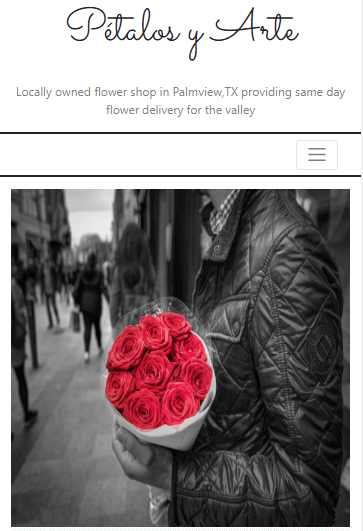 Pétalos y Arte
Locally owned flower shop in Palmview,TX providing same day
flower delivery for the valley